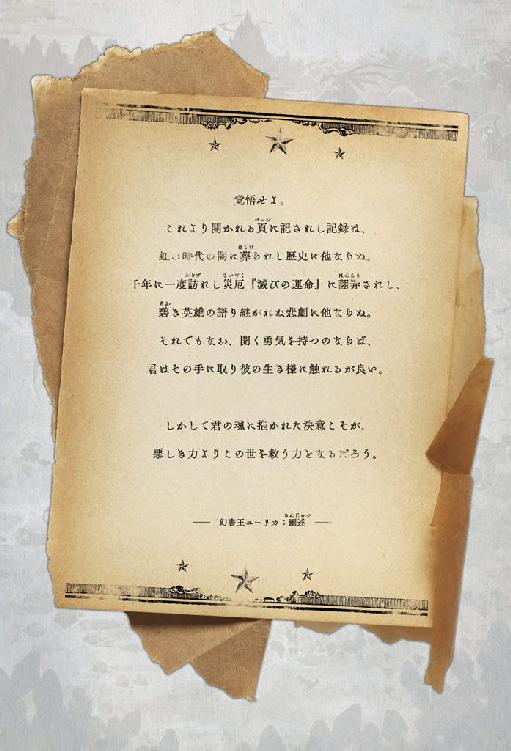 覚悟せよ。
これより開かれる頁に記されし記録は、
紅い時代の闇に葬られし歴史に他ならぬ。
千年に一度訪れし災厄『滅びの運命』に薙されし、
碧き英雄の語り継がれぬ悲劇に他ならぬ。
それでもなお、開く勇気を持つのならば、
君はその手に取り彼の生き様に触れるが良い。
しかして君の魂に抱かれた決意こそが、
悪しき力よりこの世を救う力となるだろう。
── 幻書王ユーリカ：編述 ──